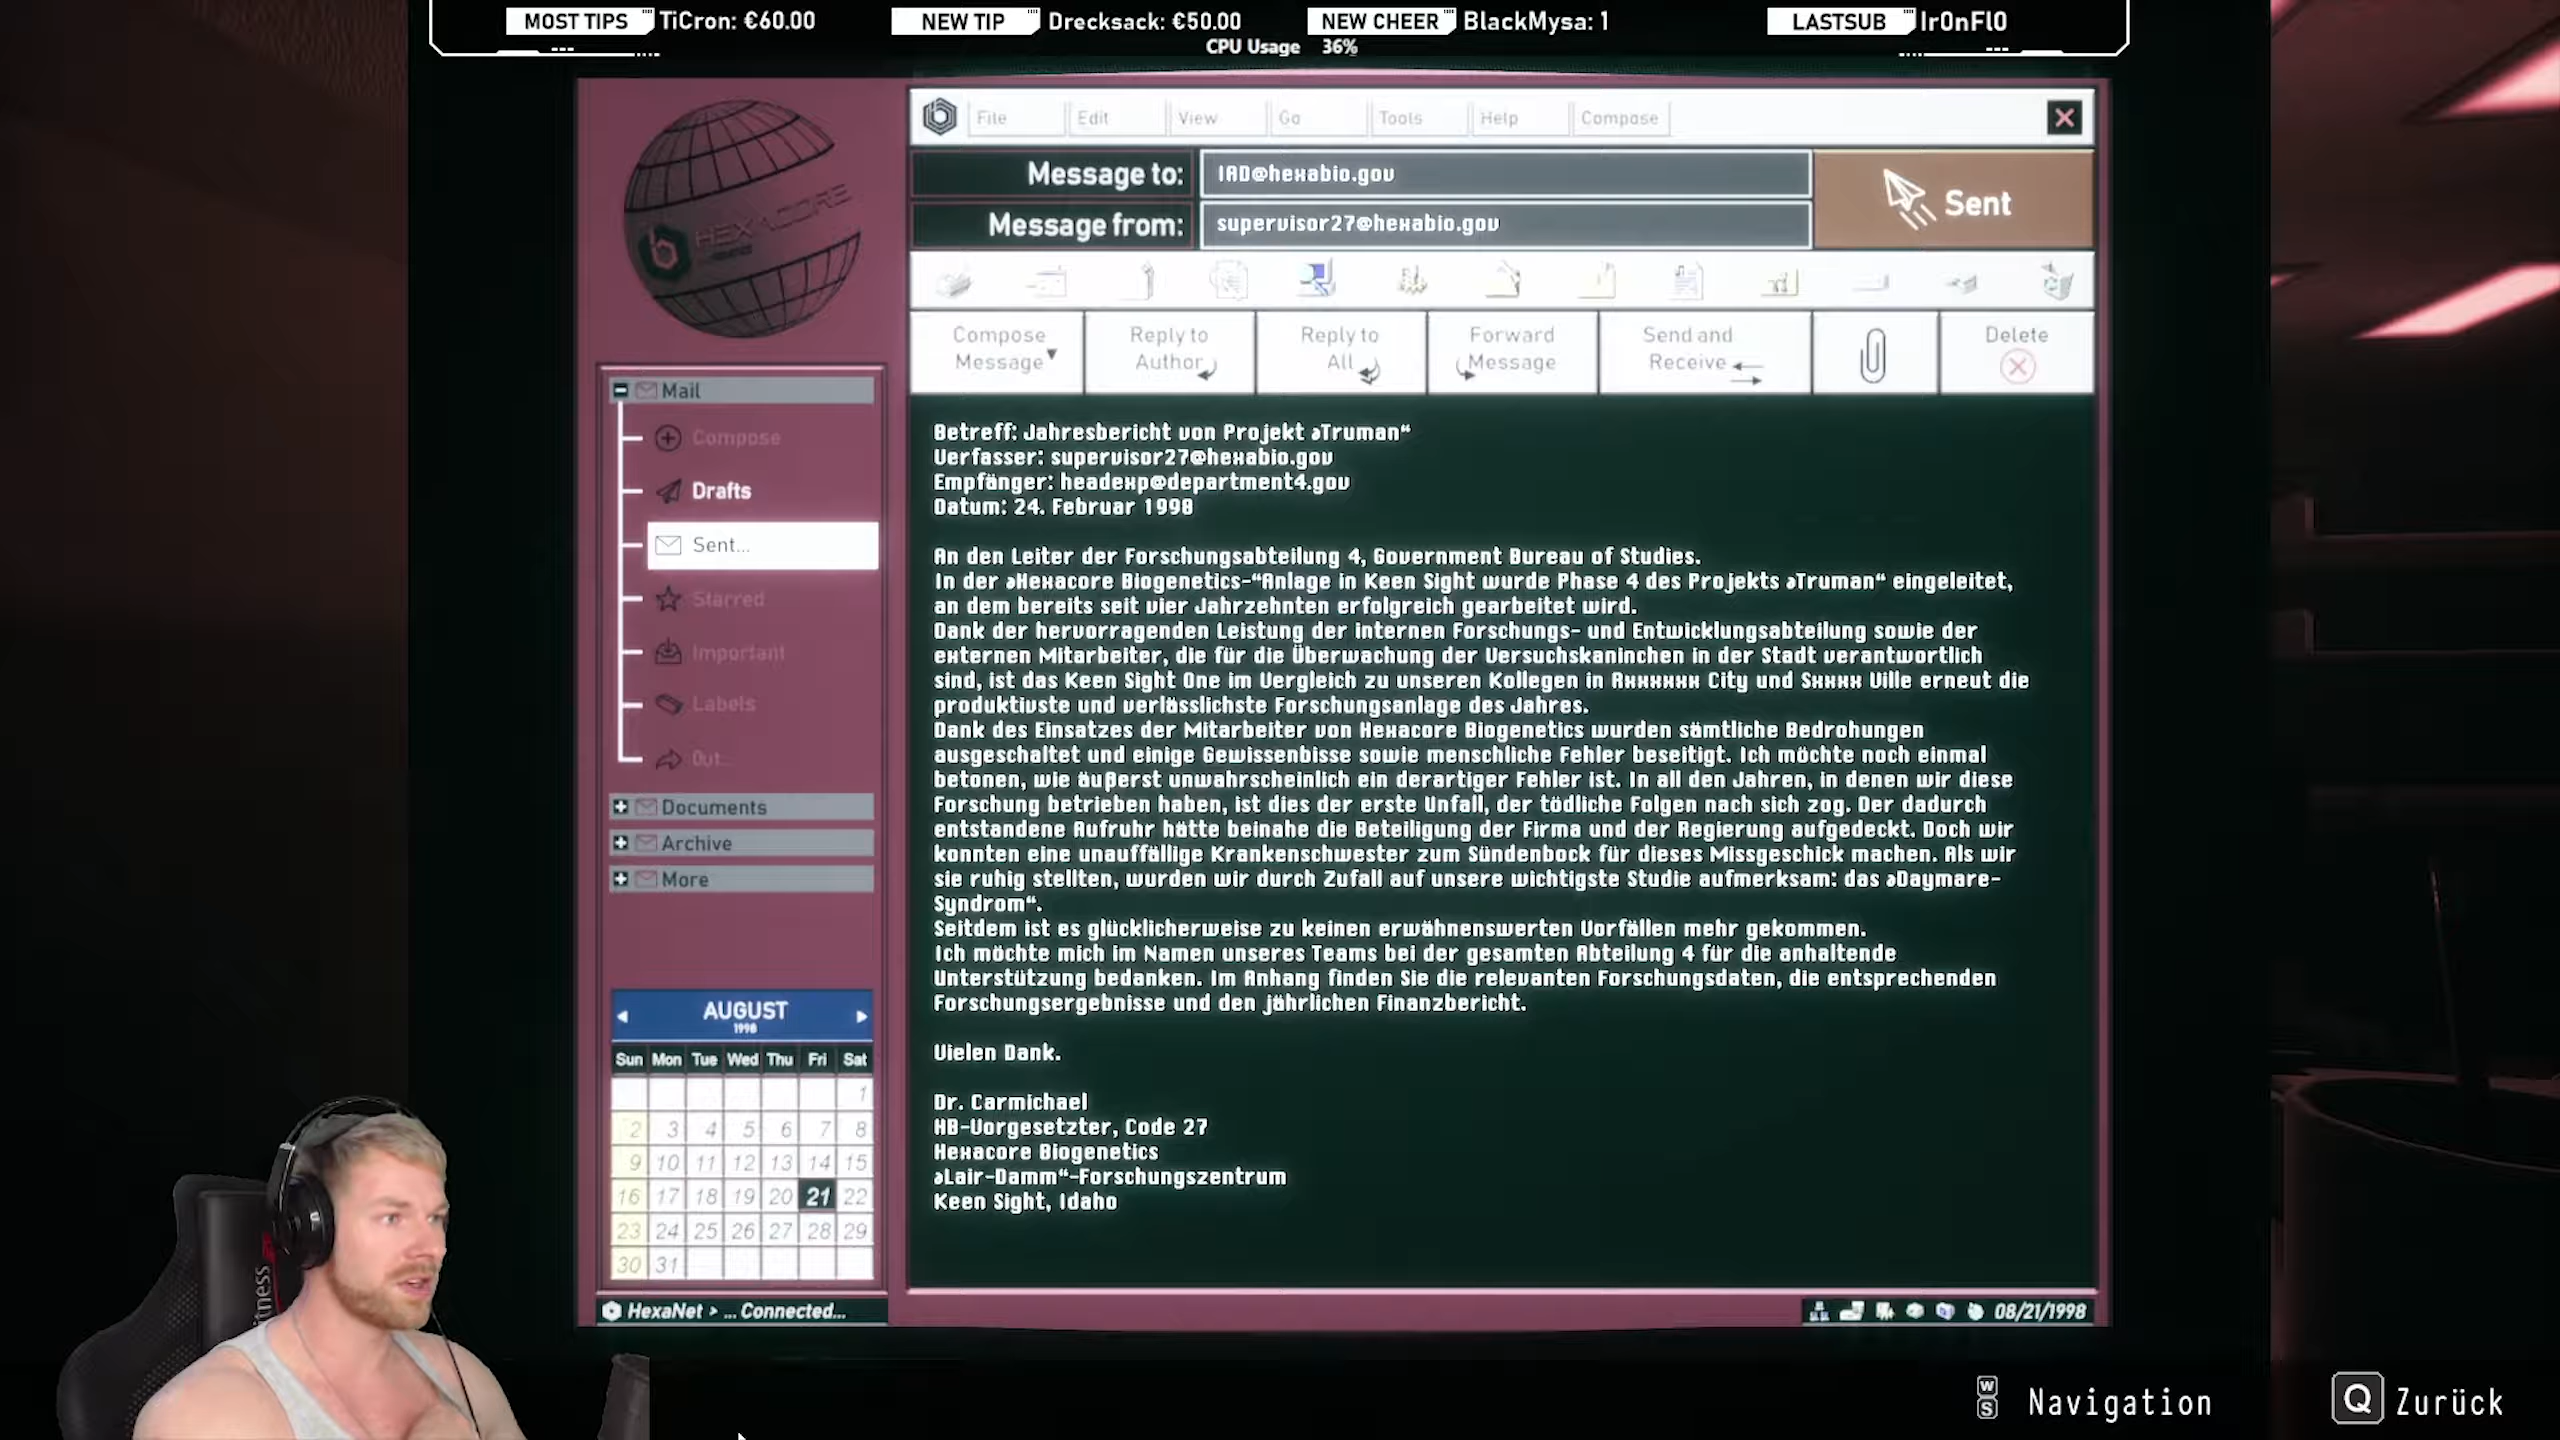 MOST TIPS TiCron: €60.00 NEW TIP Drecksack: €50.00 NEW CHEER BlackMysa: 1 LASTSUB Ir0nFl0
CPU Usage 36%
File Edit View Go Tools Help Compose
HEXACORE
Message to: IAD@hexabio.gov
Message from: supervisor27@hexabio.gov
Sent
Compose Message
Reply to Author
Reply to All
Forward Message
Send and Receive
Delete
Mail
Compose
Drafts
Sent...
Starred
Important
Labels
Out...
Documents
Archive
More
Betreff: Jahresbericht von Projekt „Truman“
Verfasser: supervisor27@hexabio.gov
Empfänger: headexp@department4.gov
Datum: 24. Februar 1998
An den Leiter der Forschungsabteilung 4, Government Bureau of Studies.
In der „Hexacore Biogenetics-“Anlage in Keen Sight wurde Phase 4 des Projekts „Truman“ eingeleitet,
an dem bereits seit vier Jahrzehnten erfolgreich gearbeitet wird.
Dank der hervorragenden Leistung der internen Forschungs- und Entwicklungsabteilung sowie der
externen Mitarbeiter, die für die Überwachung der Versuchskaninchen in der Stadt verantwortlich
sind, ist das Keen Sight One im Vergleich zu unseren Kollegen in Rxxxxxx City und Sxxxx Ville erneut die
produktivste und verlässlichste Forschungsanlage des Jahres.
Dank des Einsatzes der Mitarbeiter von Hexacore Biogenetics wurden sämtliche Bedrohungen
ausgeschaltet und einige Gewissenbisse sowie menschliche Fehler beseitigt. Ich möchte noch einmal
betonen, wie äußerst unwahrscheinlich ein derartiger Fehler ist. In all den Jahren, in denen wir diese
Forschung betrieben haben, ist dies der erste Unfall, der tödliche Folgen nach sich zog. Der dadurch
entstandene Aufruhr hätte beinahe die Beteiligung der Firma und der Regierung aufgedeckt. Doch wir
konnten eine unauffällige Krankenschwester zum Sündenbock für dieses Missgeschick machen. Als wir
sie ruhig stellten, wurden wir durch Zufall auf unsere wichtigste Studie aufmerksam: das „Daymare-
Syndrom“.
Seitdem ist es glücklicherweise zu keinen erwähnenswerten Vorfällen mehr gekommen.
Ich möchte mich im Namen unseres Teams bei der gesamten Abteilung 4 für die anhaltende
Unterstützung bedanken. Im Anhang finden Sie die relevanten Forschungsdaten, die entsprechenden
Forschungsergebnisse und den jährlichen Finanzbericht.
Vielen Dank.
Dr. Carmichael
HB-Vorgesetzter, Code 27
Hexacore Biogenetics
„Lair-Damm“-Forschungszentrum
Keen Sight, Idaho
AUGUST
1998
Sun Mon Tue Wed Thu Fri Sat
1
2 3 4 5 6 7 8
9 10 11 12 13 14 15
16 17 18 19 20 21 22
23 24 25 26 27 28 29
30 31
HexaNet > ... Connected...
08/21/1998
W
S
Navigation
Q Zurück